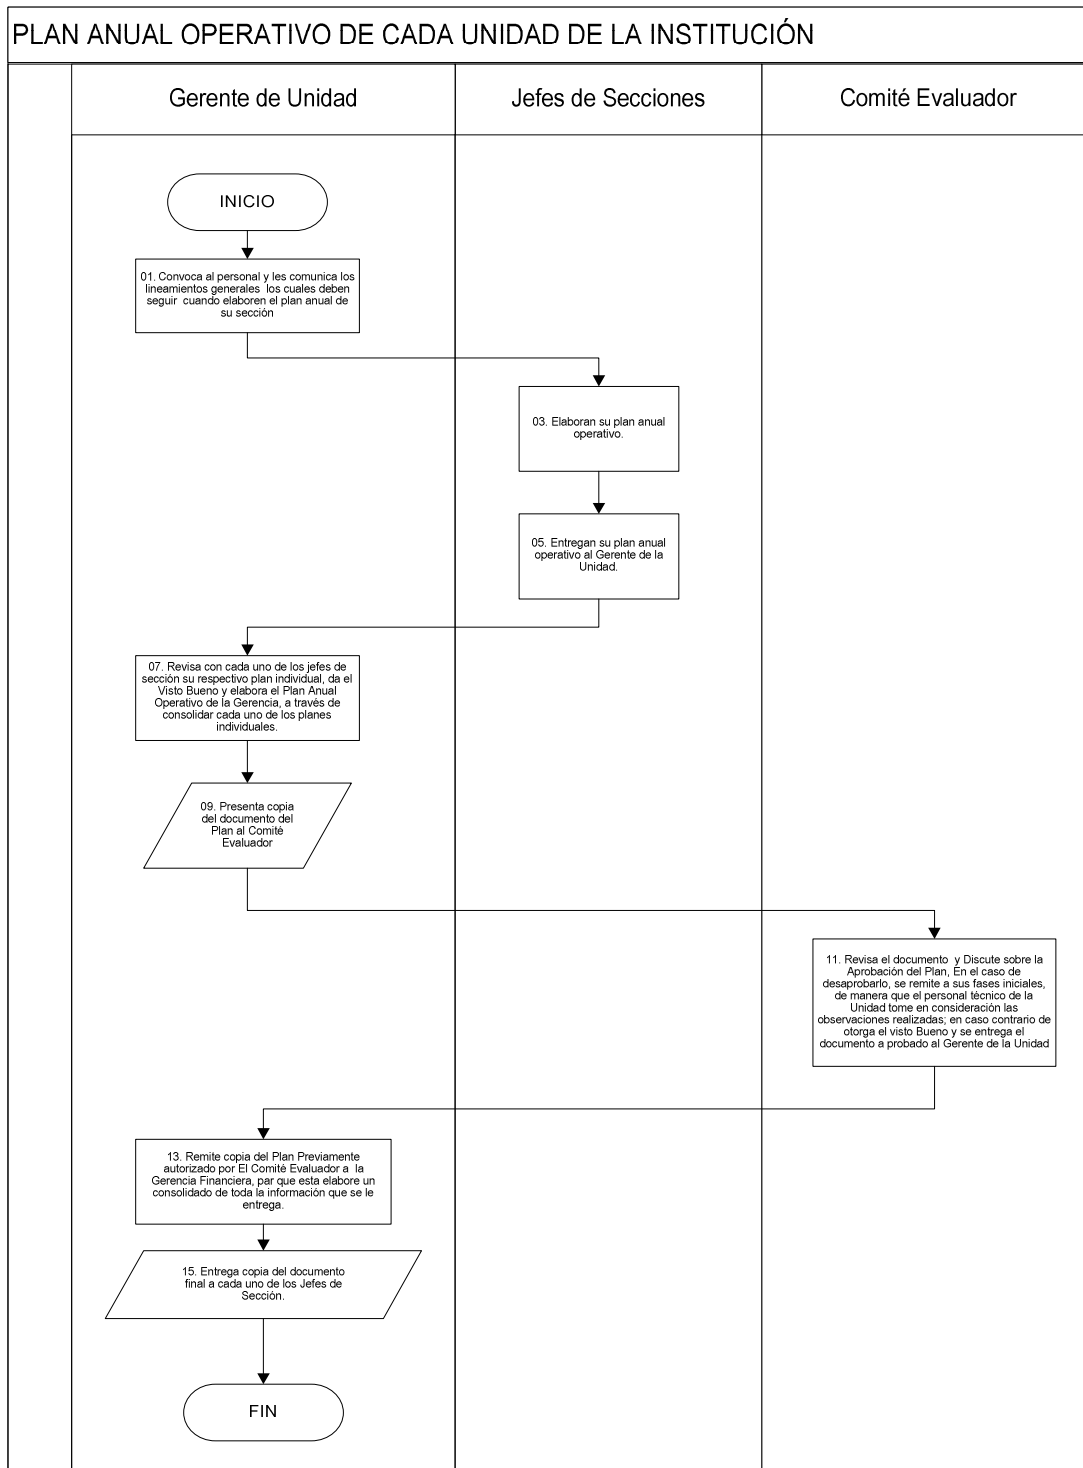 PLAN ANUAL OPERATIVO DE CADA UNIDAD DE LA INSTITUCIÓN
Gerente de Unidad
Jefes de Secciones
Comité Evaluador
INICIO
01. Convoca al personal y les comunica los
lineamientos generales los cuales deben
seguir cuando elaboren el plan anual de
su sección
03. Elaboran su plan anual
operativo.
05. Entregan su plan anual
operativo al Gerente de la
Unidad.
07. Revisa con cada uno de los jefes de
sección su respectivo plan individual, da el
Visto Bueno y elabora el Plan Anual
Operativo de la Gerencia, a través de
consolidar cada uno de los planes
individuales.
09. Presenta copia
del documento del
Plan al Comité
Evaluador
11. Revisa el documento y Discute sobre la
Aprobación del Plan, En el caso de
desaprobarlo, se remite a sus fases iniciales,
de manera que el personal técnico de la
Unidad tome en consideración las
observaciones realizadas; en caso contrario de
otorga el visto Bueno y se entrega el
documento a probado al Gerente de la Unidad
13. Remite copia del Plan Previamente
autorizado por El Comité Evaluador a la
Gerencia Financiera, par que esta elabore un
consolidado de toda la información que se le
entrega.
15. Entrega copia del documento
final a cada uno de los Jefes de
Sección.
FIN